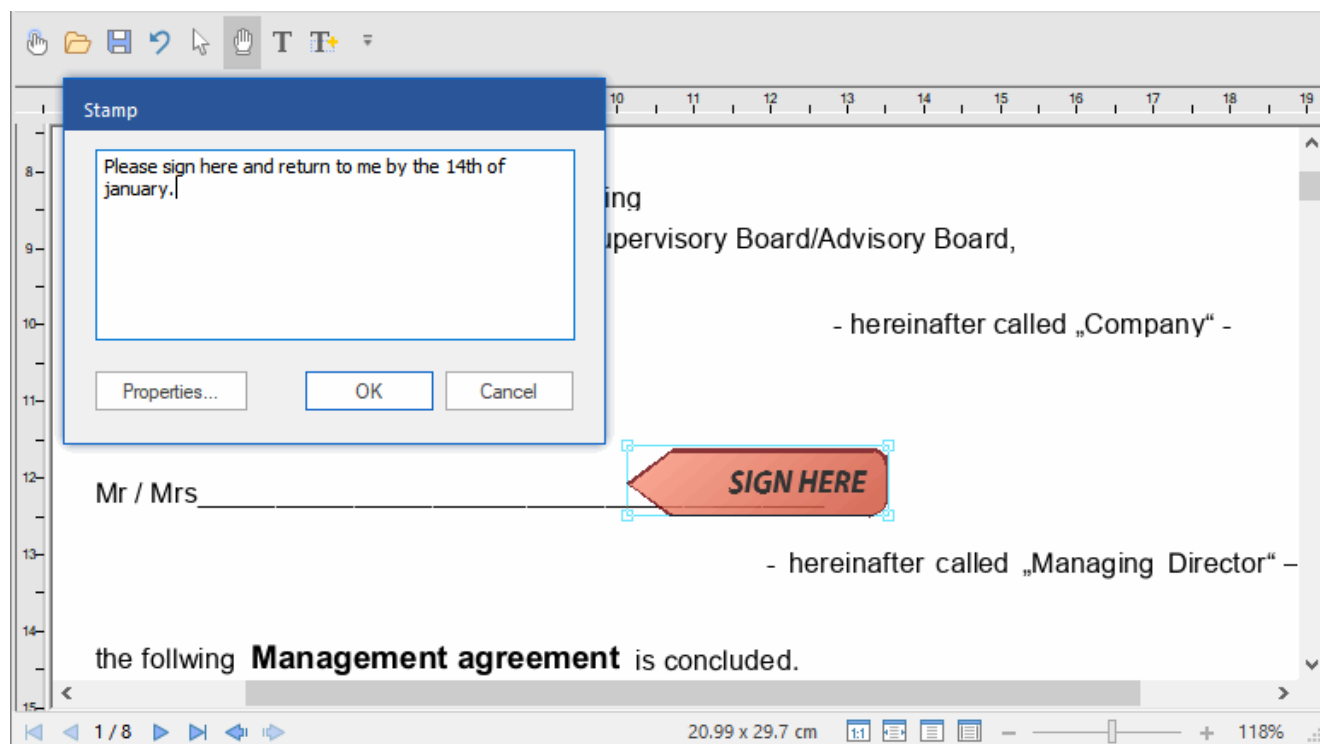 T T
10 11 12 13 14 15 16 17 18 19
Stamp
Please sign here and return to me by the 14th of
january.
Properties... OK Cancel
8
9
10
11
12
13
14
15
ing
upervisory Board/Advisory Board,
- hereinafter called „Company“ -
SIGN HERE
Mr / Mrs_______________________________________
- hereinafter called „Managing Director“ –
the follwing Management agreement is concluded.
1 / 8 20.99 x 29.7 cm 1:1 118%